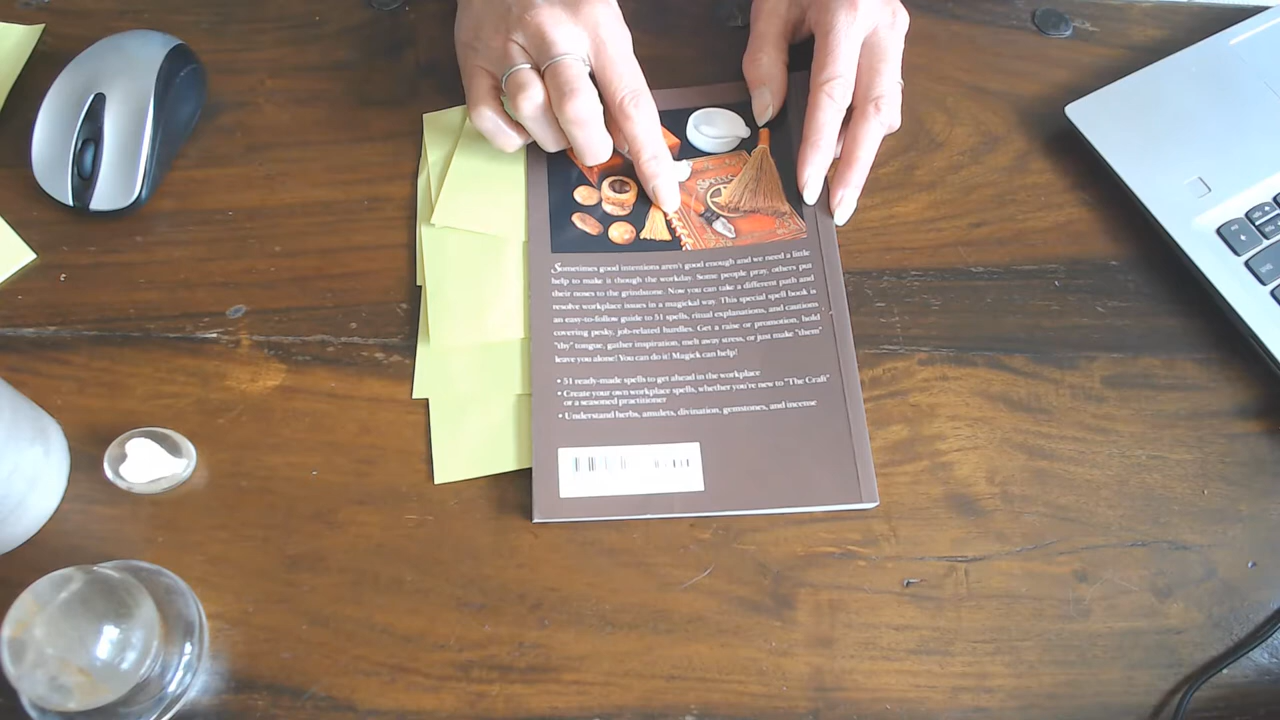 Sometimes good intentions aren't good enough and we need a little
help to make it though the workday. Some people pray, others put
their noses to the grindstone. Now you can take a different path and
resolve workplace issues in a magickal way. This special spell book is
an easy-to-follow guide to 51 spells, ritual explanations, and cautions
covering pesky, job-related hurdles. Get a raise or promotion, hold
"thy" tongue, gather inspiration, melt away stress, or just make "them"
leave you alone! You can do it! Magick can help!
• 51 ready-made spells to get ahead in the workplace
• Create your own workplace spells, whether you're new to "The Craft"
or a seasoned practitioner
• Understand herbs, amulets, divination, gemstones, and incense